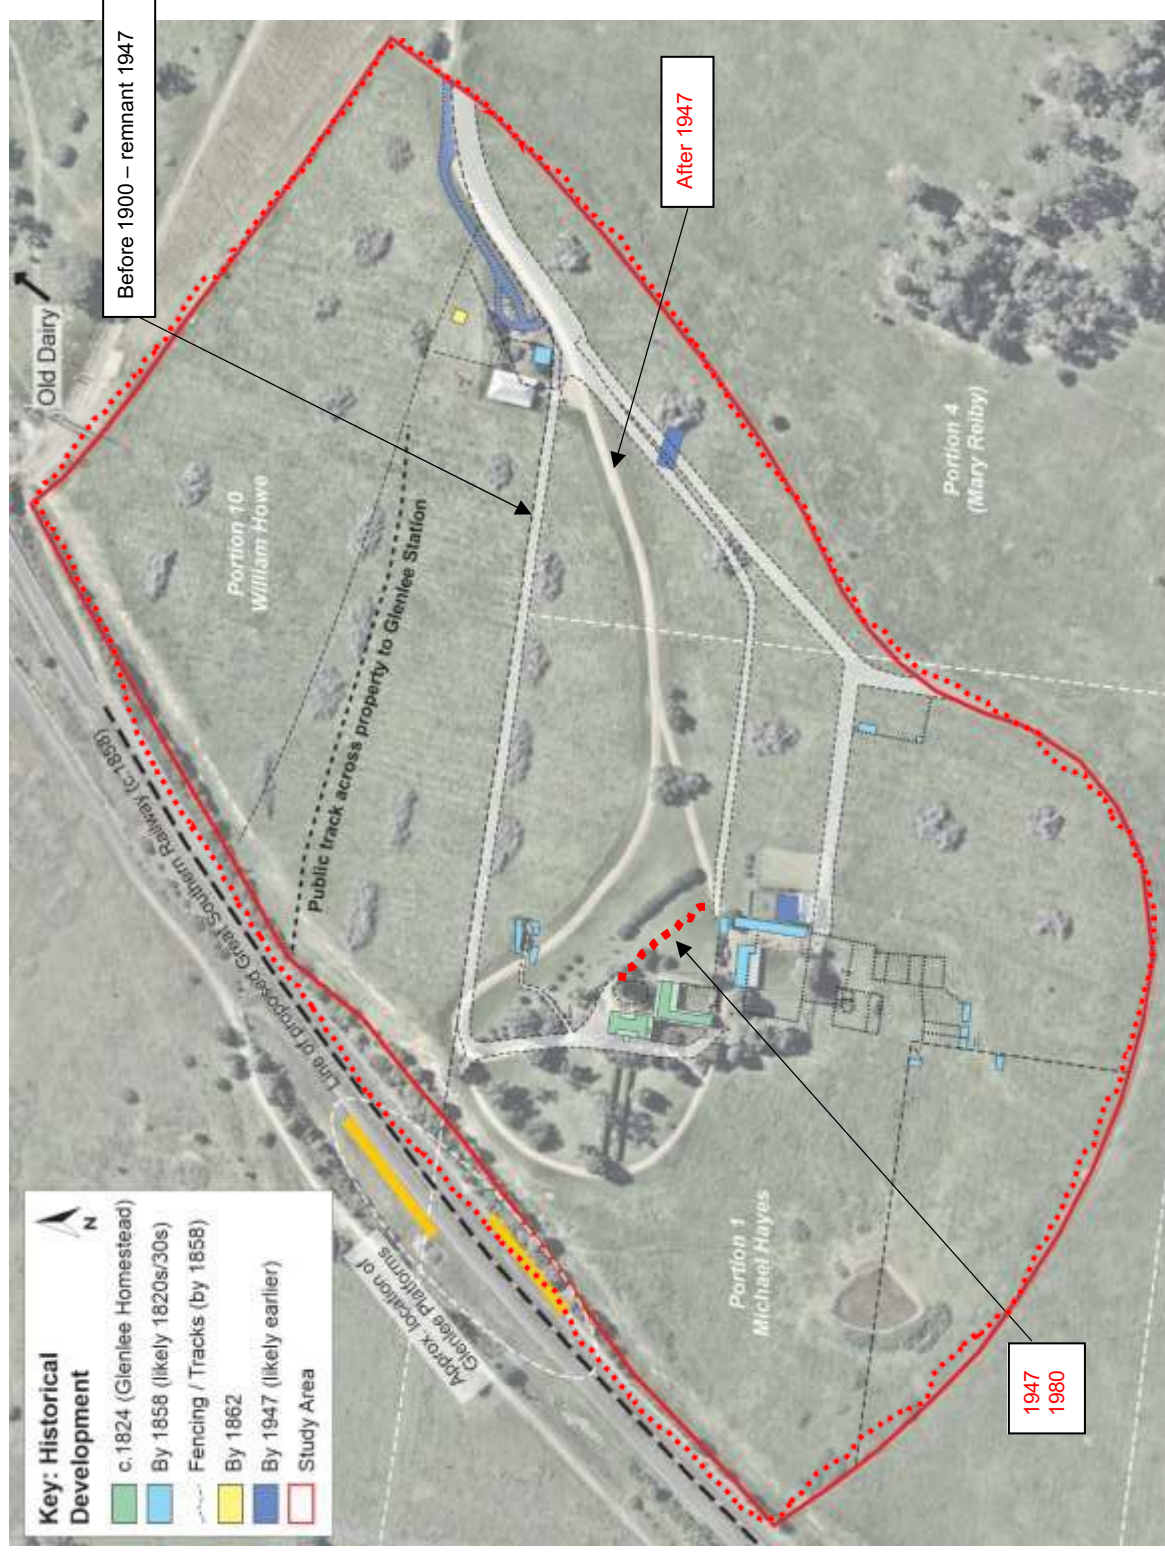 Key: Historical
Development
c.1824 (Glenlee Homestead)
By 1858 (likely 1820s/30s)
Fencing / Tracks (by 1858)
By 1862
By 1947 (likely earlier)
Study Area
N
Approx. location of
Glenlee Platforms
Line of proposed Great Southern Railway (c.1858)
Public track across property to Glenlee Station
Old Dairy
Before 1900 – remnant 1947
Portion 10
William Howe
After 1947
Portion 4
(Mary Reiby)
Portion 1
Michael Hayes
1947
1980